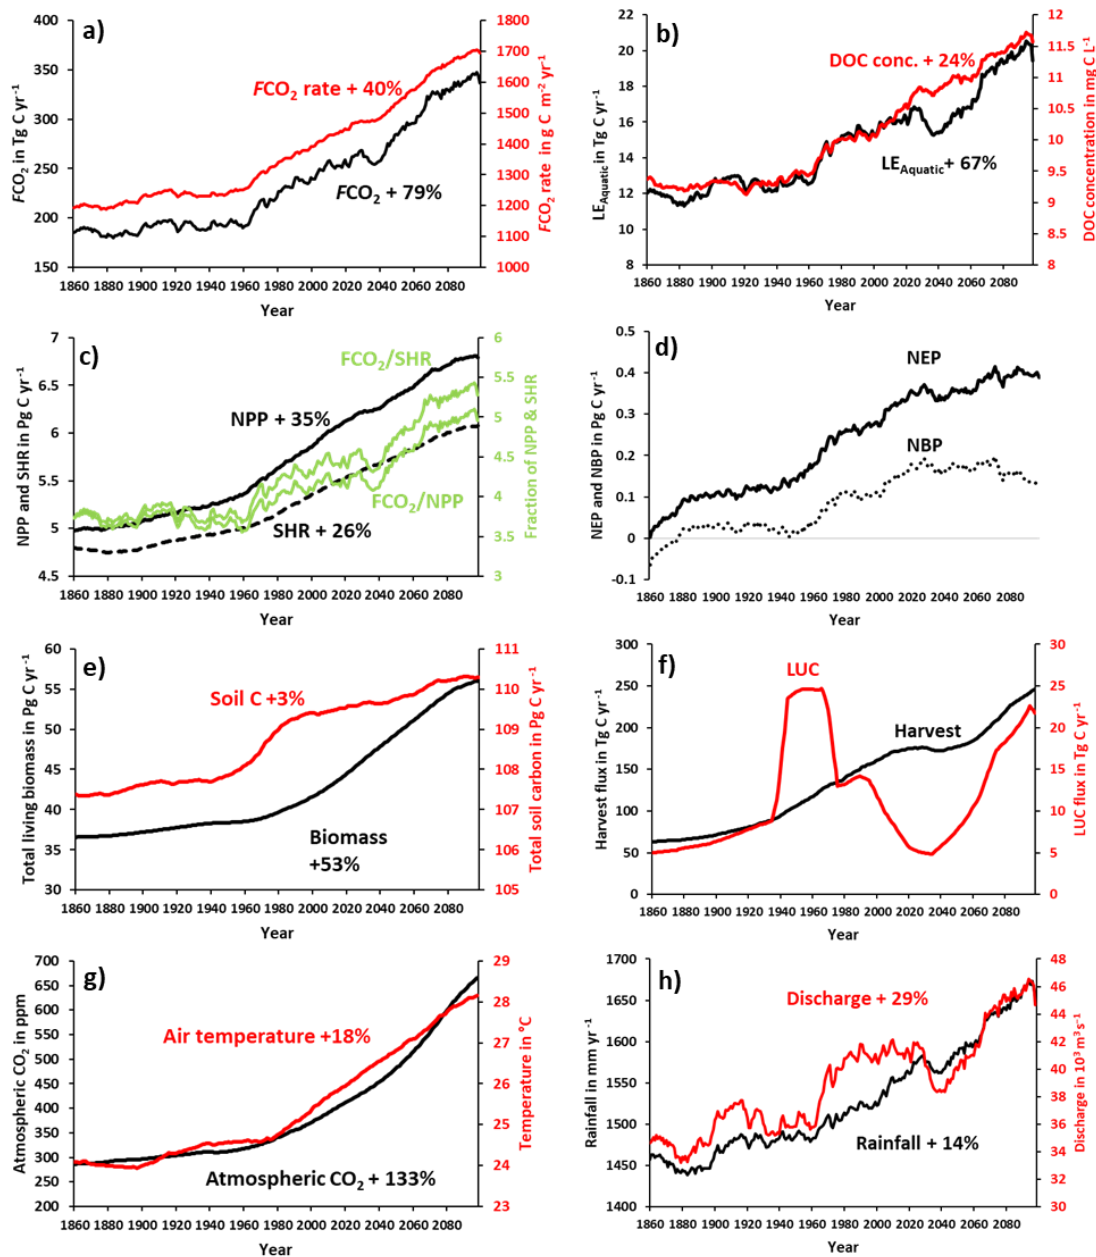 a)
FCO2 in Tg C yr-1
400
350
300
250
200
150
FCO2 rate + 40%
FCO2 + 79%
1800
1700
1600
1500
1400
1300
1200
1100
1000
FCO2 rate in g C m-2 yr-1
1860 1880 1900 1920 1940 1960 1980 2000 2020 2040 2060 2080
Year
b)
LEAquatic in Tg C yr-1
22
20
18
16
14
12
10
8
DOC conc. + 24%
LEAquatic + 67%
12
11.5
11
10.5
10
9.5
9
8.5
8
DOC concentration in mg C L-1
1860 1880 1900 1920 1940 1960 1980 2000 2020 2040 2060 2080
Year
c)
NPP and SHR in Pg C yr-1
7
6.5
6
5.5
5
4.5
FCO2/SHR
NPP + 35%
FCO2/NPP
SHR + 26%
6
5.5
5
4.5
4
3.5
3
Fraction of NPP & SHR
1860 1880 1900 1920 1940 1960 1980 2000 2020 2040 2060 2080
Year
d)
NEP and NBP in Pg C yr-1
0.5
0.4
0.3
0.2
0.1
0
-0.1
NEP
NBP
1860 1880 1900 1920 1940 1960 1980 2000 2020 2040 2060 2080
Year
e)
Total living biomass in Pg C yr-1
60
55
50
45
40
35
30
Soil C +3%
Biomass
+53%
111
110
109
108
107
106
105
Total soil carbon in Pg C yr-1
1860 1880 1900 1920 1940 1960 1980 2000 2020 2040 2060 2080
Year
f)
Harvest flux in Tg C yr-1
300
250
200
150
100
50
0
LUC
Harvest
30
25
20
15
10
5
0
LUC flux in Tg C yr-1
1860 1880 1900 1920 1940 1960 1980 2000 2020 2040 2060 2080
Year
g)
Atmospheric CO2 in ppm
700
650
600
550
500
450
400
350
300
250
200
Air temperature +18%
Atmospheric CO2 + 133%
29
28
27
26
25
24
23
Temperature in °C
1860 1880 1900 1920 1940 1960 1980 2000 2020 2040 2060 2080
Year
h)
Rainfall in mm yr-1
1700
1650
1600
1550
1500
1450
1400
Discharge + 29%
Rainfall + 14%
48
46
44
42
40
38
36
34
32
30
Discharge in 10³ m³ s-1
1860 1880 1900 1920 1940 1960 1980 2000 2020 2040 2060 2080
Year